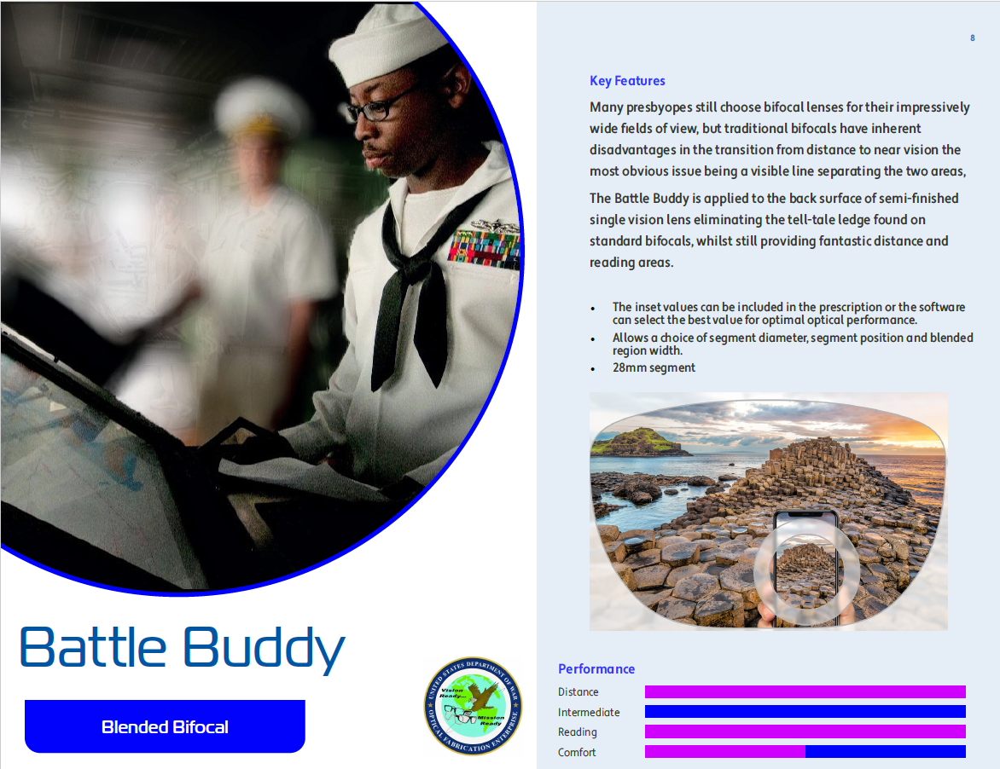 8
Key Features
Many presbyopes still choose bifocal lenses for their impressively
wide fields of view, but traditional bifocals have inherent
disadvantages in the transition from distance to near vision the
most obvious issue being a visible line separating the two areas,
The Battle Buddy is applied to the back surface of semi-finished
single vision lens eliminating the tell-tale ledge found on
standard bifocals, whilst still providing fantastic distance and
reading areas.
• The inset values can be included in the prescription or the software
can select the best value for optimal optical performance.
• Allows a choice of segment diameter, segment position and blended
region width.
• 28mm segment
Battle Buddy
Blended Bifocal
UNITED STATES DEPARTMENT OF WAR
Vision
Ready...
Mission
Ready
OPTICAL FABRICATION ENTERPRISE
Performance
Distance
Intermediate
Reading
Comfort